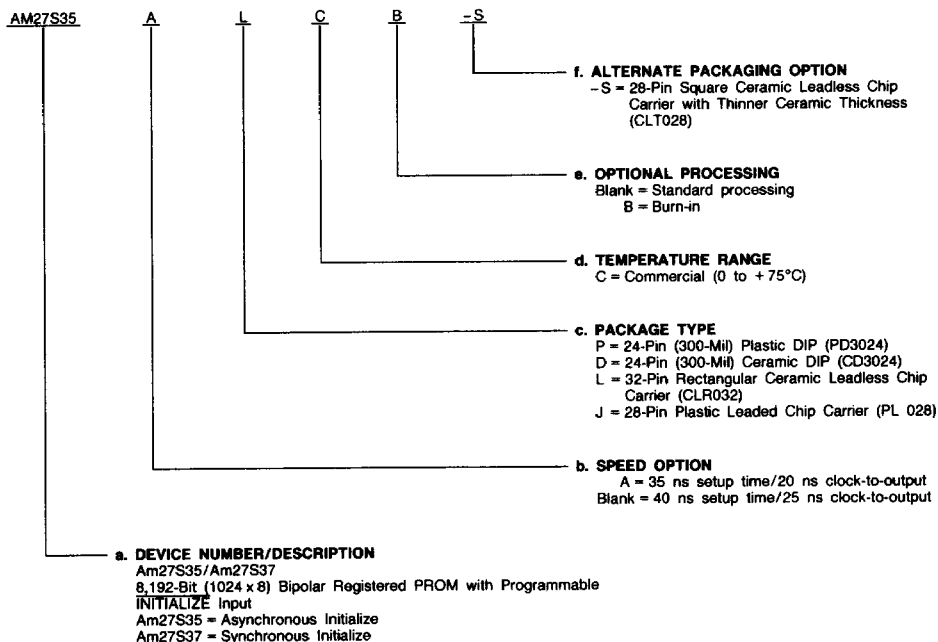 AM27S35 A L C B -S
f. ALTERNATE PACKAGING OPTION
-S = 28-Pin Square Ceramic Leadless Chip
Carrier with Thinner Ceramic Thickness
(CLT028)
e. OPTIONAL PROCESSING
Blank = Standard processing
B = Burn-in
d. TEMPERATURE RANGE
C = Commercial (0 to +75°C)
c. PACKAGE TYPE
P = 24-Pin (300-Mil) Plastic DIP (PD3024)
D = 24-Pin (300-Mil) Ceramic DIP (CD3024)
L = 32-Pin Rectangular Ceramic Leadless Chip
Carrier (CLR032)
J = 28-Pin Plastic Leaded Chip Carrier (PL 028)
b. SPEED OPTION
A = 35 ns setup time/20 ns clock-to-output
Blank = 40 ns setup time/25 ns clock-to-output
a. DEVICE NUMBER/DESCRIPTION
Am27S35/Am27S37
8,192-Bit (1024 x 8) Bipolar Registered PROM with Programmable
INITIALIZE Input
Am27S35 = Asynchronous Initialize
Am27S37 = Synchronous Initialize